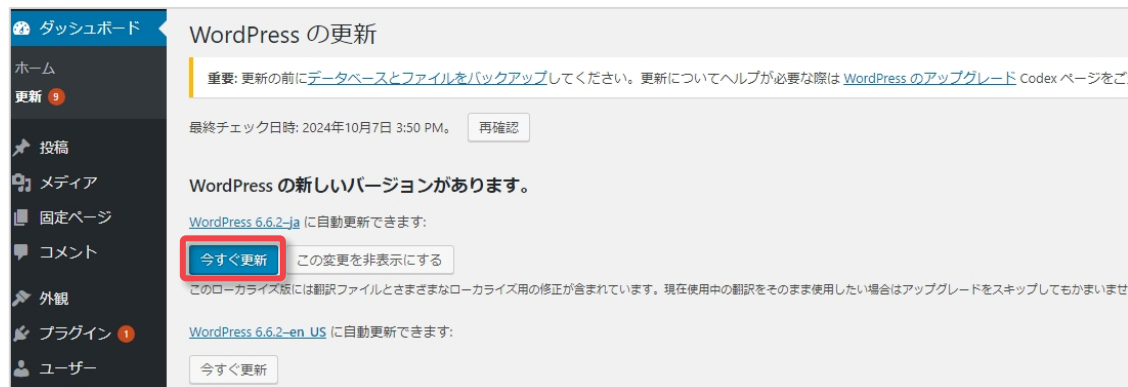 ダッシュボード
ホーム
更新 9
投稿
メディア
固定ページ
コメント
外観
プラグイン 1
ユーザー
WordPress の更新
重要: 更新の前にデータベースとファイルをバックアップしてください。更新についてヘルプが必要な際は WordPress のアップグレード Codex ページをご
最終チェック日時: 2024年10月7日 3:50 PM。 再確認
WordPress の新しいバージョンがあります。
WordPress 6.6.2–ja に自動更新できます:
今すぐ更新 この変更を非表示にする
このローカライズ版には翻訳ファイルとさまざまなローカライズ用の修正が含まれています。現在使用中の翻訳をそのまま使用したい場合はアップグレードをスキップしてもかまいませ
WordPress 6.6.2–en_US に自動更新できます:
今すぐ更新